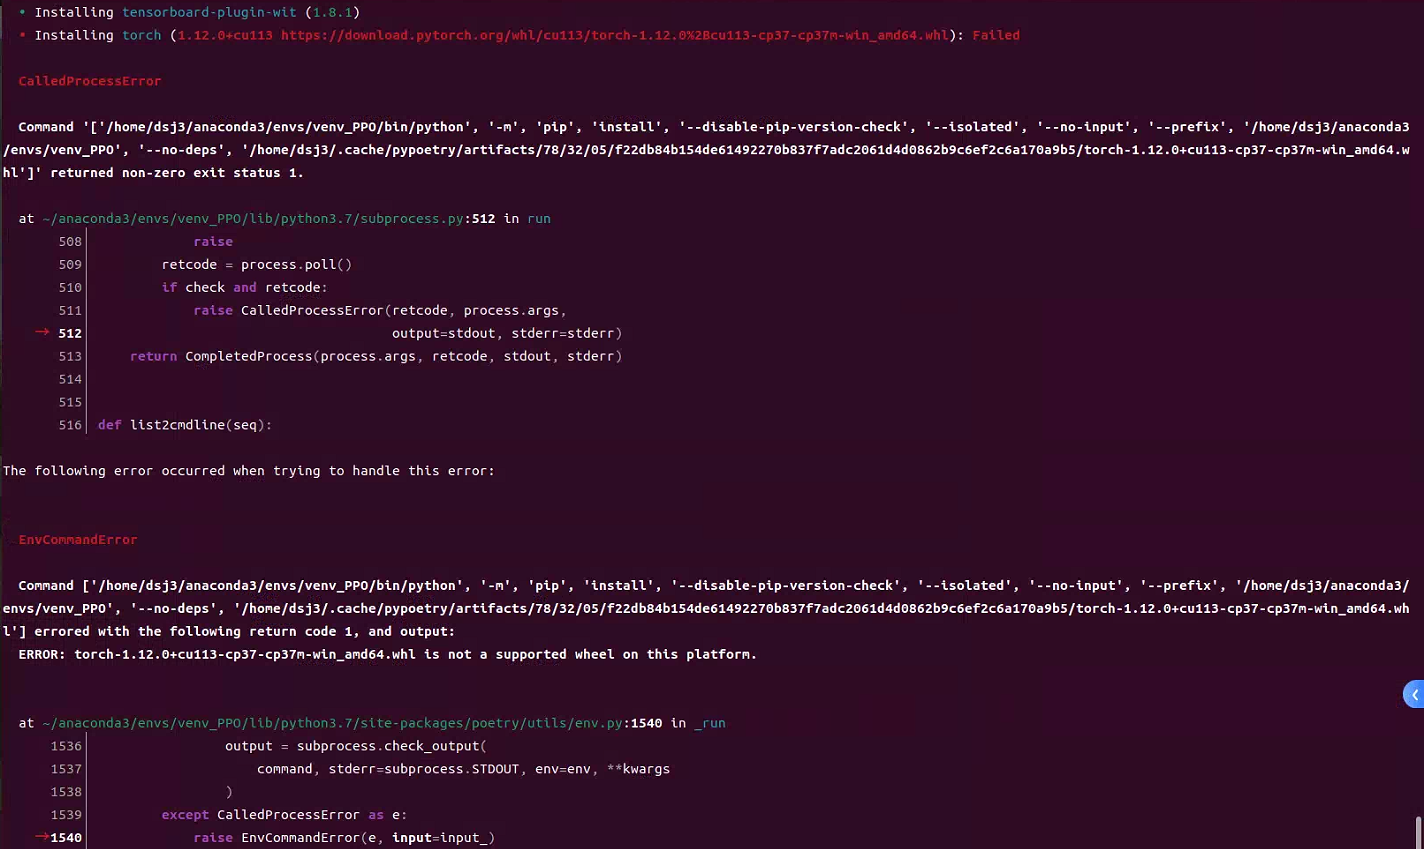 • Installing tensorboard-plugin-wit (1.8.1)
• Installing torch (1.12.0+cu113 https://download.pytorch.org/whl/cu113/torch-1.12.0%2Bcu113-cp37-cp37m-win_amd64.whl): Failed
CalledProcessError
Command '['/home/dsj3/anaconda3/envs/venv_PPO/bin/python', '-m', 'pip', 'install', '--disable-pip-version-check', '--isolated', '--no-input', '--prefix', '/home/dsj3/anaconda3
/envs/venv_PPO', '--no-deps', '/home/dsj3/.cache/pypoetry/artifacts/78/32/05/f22db84b154de61492270b837f7adc2061d4d0862b9c6ef2c6a170a9b5/torch-1.12.0+cu113-cp37-cp37m-win_amd64.w
hl']' returned non-zero exit status 1.
at ~/anaconda3/envs/venv_PPO/lib/python3.7/subprocess.py:512 in run
508 raise
509 retcode = process.poll()
510 if check and retcode:
511 raise CalledProcessError(retcode, process.args,
→ 512 output=stdout, stderr=stderr)
513 return CompletedProcess(process.args, retcode, stdout, stderr)
514
515
516 def list2cmdline(seq):
The following error occurred when trying to handle this error:
EnvCommandError
Command ['/home/dsj3/anaconda3/envs/venv_PPO/bin/python', '-m', 'pip', 'install', '--disable-pip-version-check', '--isolated', '--no-input', '--prefix', '/home/dsj3/anaconda3/
envs/venv_PPO', '--no-deps', '/home/dsj3/.cache/pypoetry/artifacts/78/32/05/f22db84b154de61492270b837f7adc2061d4d0862b9c6ef2c6a170a9b5/torch-1.12.0+cu113-cp37-cp37m-win_amd64.wh
l'] errored with the following return code 1, and output:
ERROR: torch-1.12.0+cu113-cp37-cp37m-win_amd64.whl is not a supported wheel on this platform.
at ~/anaconda3/envs/venv_PPO/lib/python3.7/site-packages/poetry/utils/env.py:1540 in _run
1536 output = subprocess.check_output(
1537 command, stderr=subprocess.STDOUT, env=env, **kwargs
1538 )
1539 except CalledProcessError as e:
→1540 raise EnvCommandError(e, input=input_)